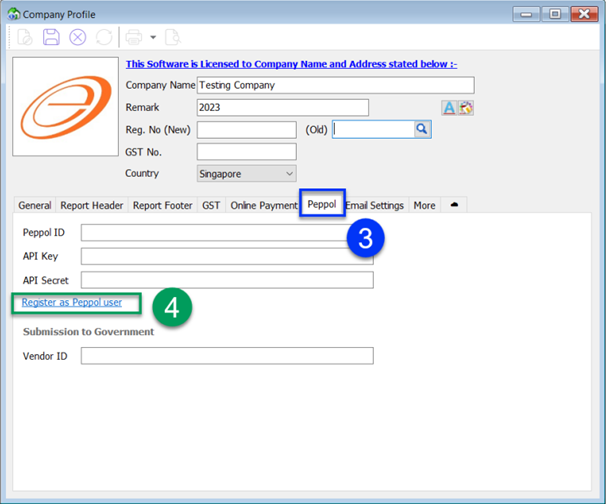 Company Profile
This Software is Licensed to Company Name and Address stated below :-
Company Name Testing Company
Remark 2023
Reg. No (New) (Old)
GST No.
Country Singapore
General Report Header Report Footer GST Online Payment Peppol Email Settings More
Peppol ID
3
API Key
API Secret
Register as Peppol user 4
Submission to Government
Vendor ID